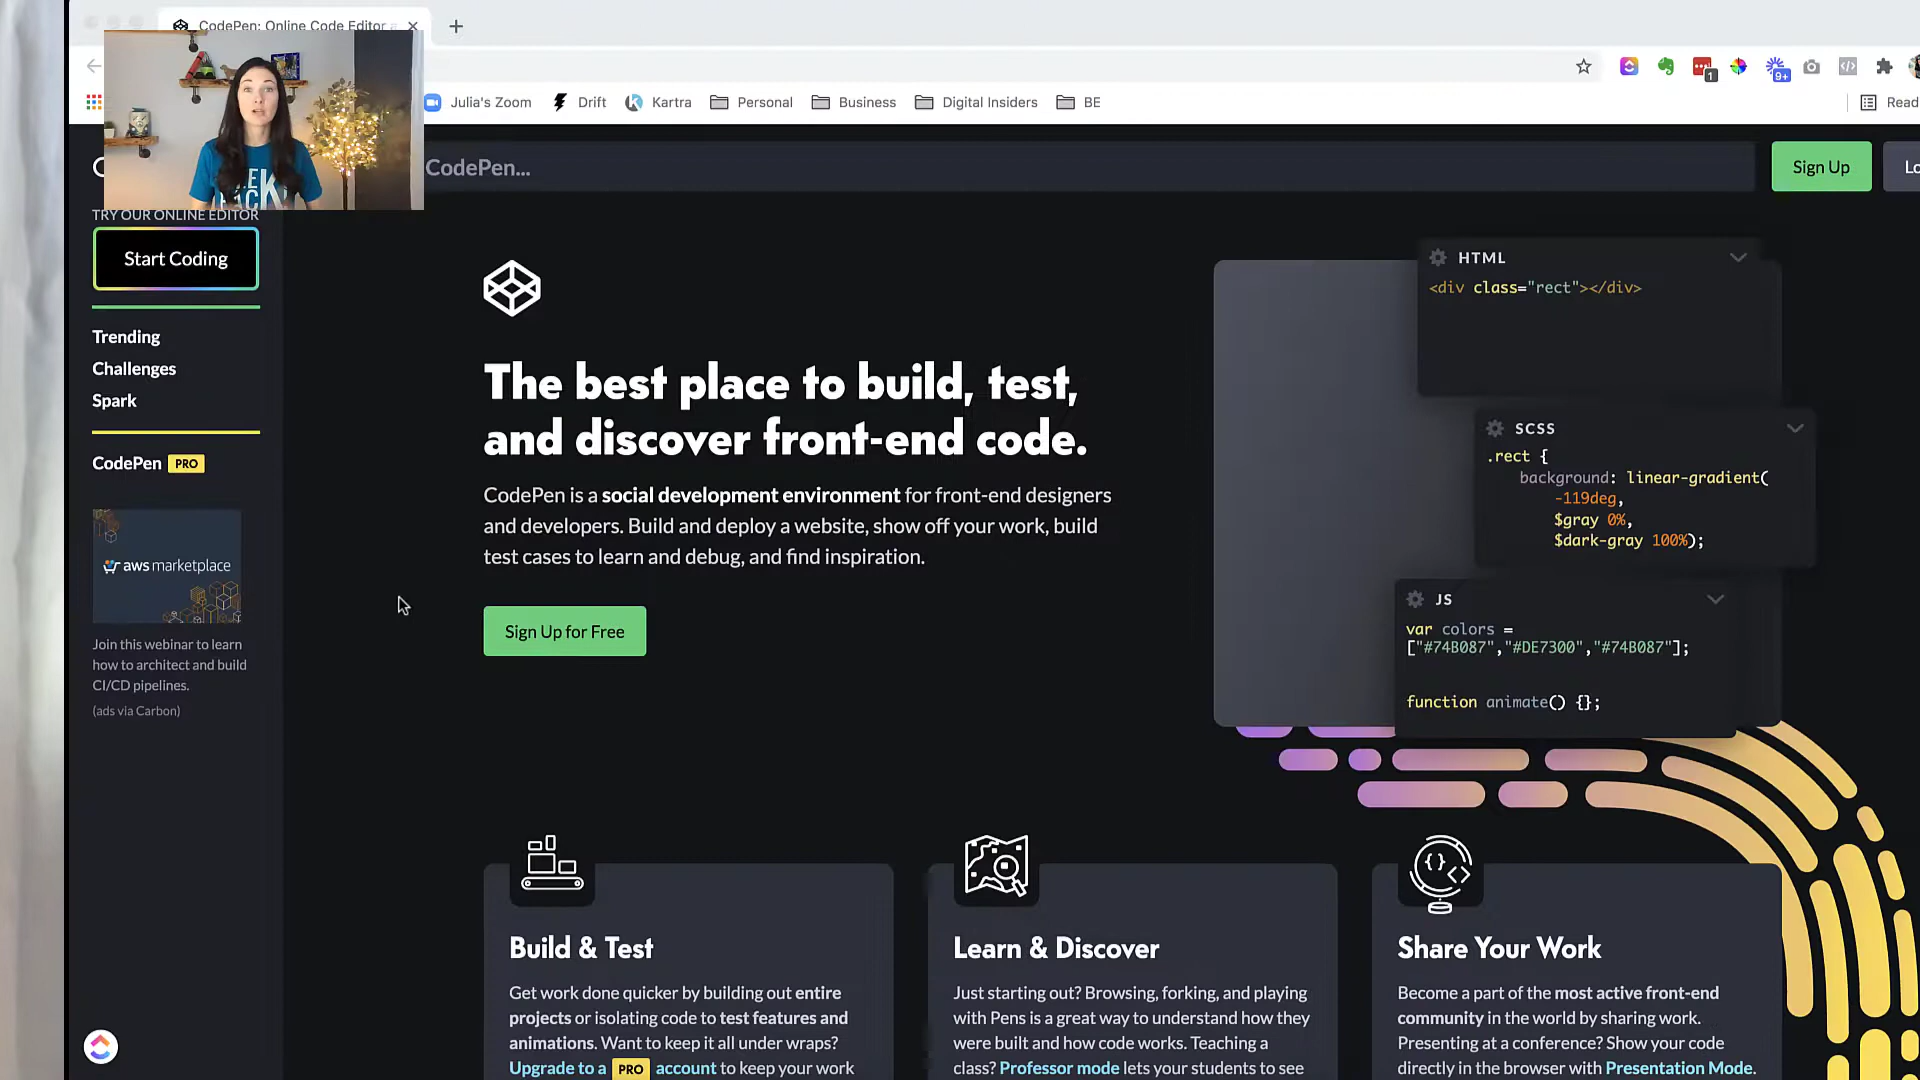 CodePen: Online Code Editor a
1
9+
Julia's Zoom
Drift
Kartra
Personal
Business
Digital Insiders
BE
Read
CodePen...
Sign Up
Lo
TRY OUR ONLINE EDITOR
Start Coding
Trending
Challenges
Spark
CodePen PRO
aws marketplace
Join this webinar to learn
how to architect and build
CI/CD pipelines.
(ads via Carbon)
The best place to build, test,
and discover front-end code.
CodePen is a social development environment for front-end designers
and developers. Build and deploy a website, show off your work, build
test cases to learn and debug, and find inspiration.
Sign Up for Free
HTML
<div class="rect"></div>
SCSS
.rect {
background: linear-gradient(
-119deg,
$gray 0%,
$dark-gray 100%);
JS
var colors =
["#74B087","#DE7300","#74B087"];
function animate() {};
Build & Test
Get work done quicker by building out entire
projects or isolating code to test features and
animations. Want to keep it all under wraps?
Upgrade to a PRO account to keep your work
Learn & Discover
Just starting out? Browsing, forking, and playing
with Pens is a great way to understand how they
were built and how code works. Teaching a
class? Professor mode lets your students to see
Share Your Work
Become a part of the most active front-end
community in the world by sharing work.
Presenting at a conference? Show your code
directly in the browser with Presentation Mode.